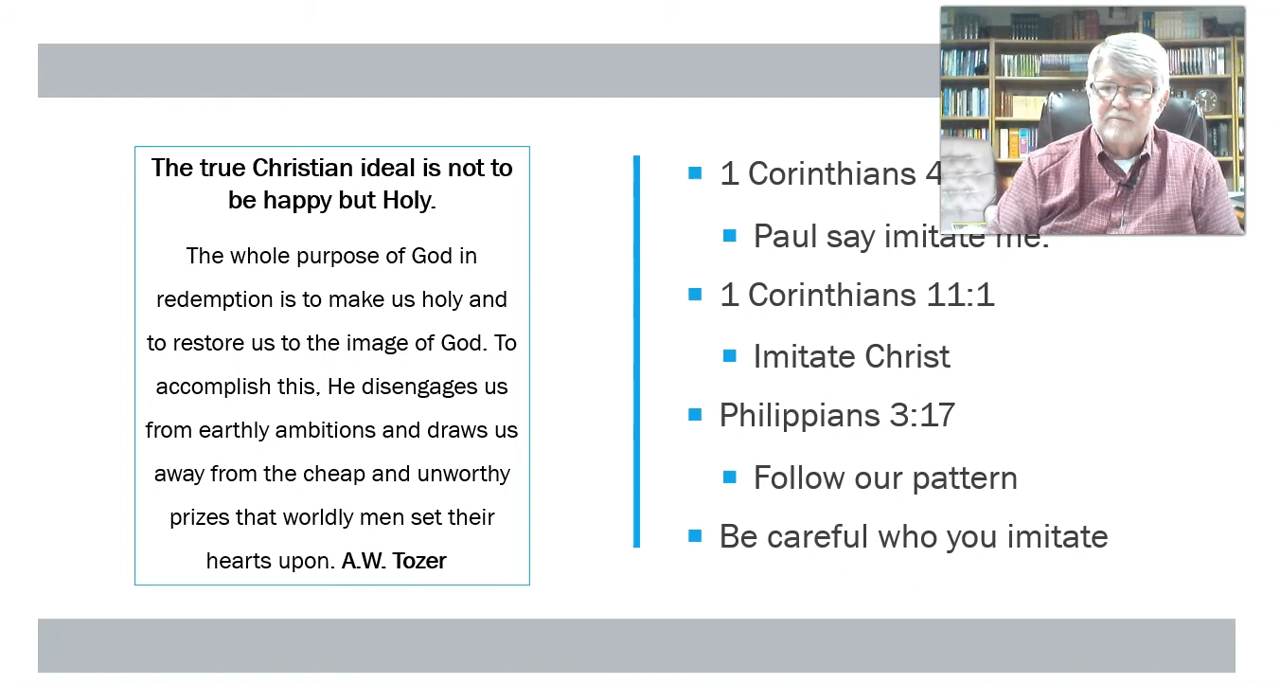 The true Christian ideal is not to
be happy but Holy.
The whole purpose of God in
redemption is to make us holy and
to restore us to the image of God. To
accomplish this, He disengages us
from earthly ambitions and draws us
away from the cheap and unworthy
prizes that worldly men set their
hearts upon. A.W. Tozer
1 Corinthians 4
Paul say imitate me.
1 Corinthians 11:1
Imitate Christ
Philippians 3:17
Follow our pattern
Be careful who you imitate